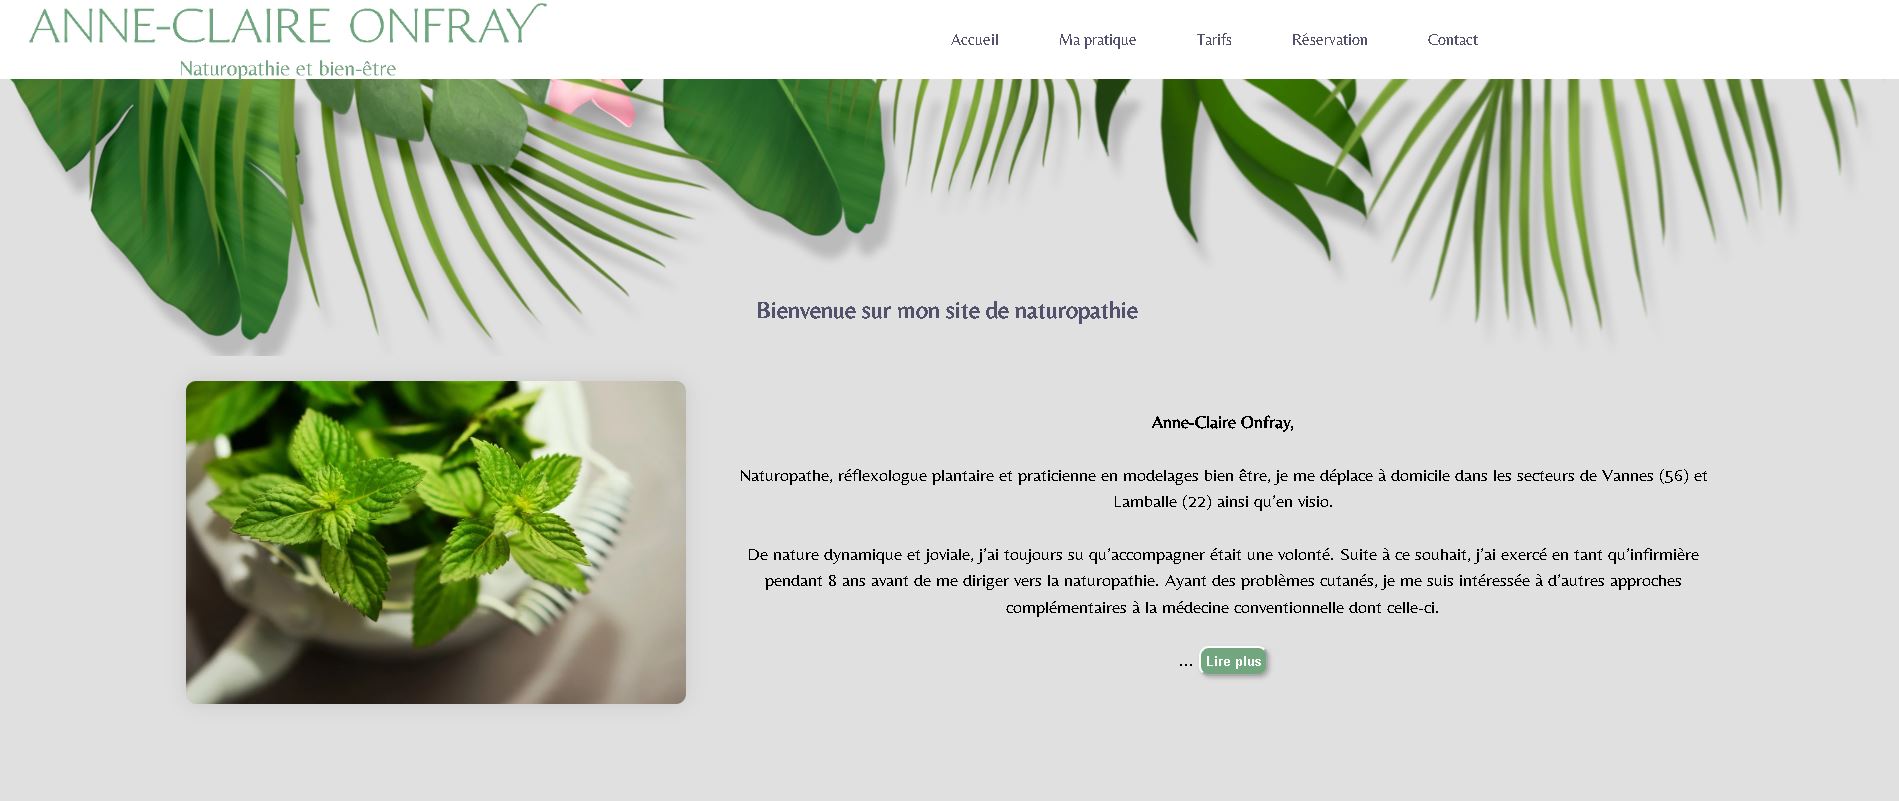 ANNE-CLAIRE ONFRAY
Naturopathie et bien-être
Accueil
Ma pratique
Tarifs
Réservation
Contact
Bienvenue sur mon site de naturopathie
Anne-Claire Onfray,
Naturopathe, réflexologue plantaire et praticienne en modelages bien être, je me déplace à domicile dans les secteurs de Vannes (56) et
Lamballe (22) ainsi qu'en visio.
De nature dynamique et joviale, j'ai toujours su qu'accompagner était une volonté. Suite à ce souhait, j'ai exercé en tant qu'infirmière
pendant 8 ans avant de me diriger vers la naturopathie. Ayant des problèmes cutanés, je me suis intéressée à d'autres approches
complémentaires à la médecine conventionnelle dont celle-ci.
... Lire plus